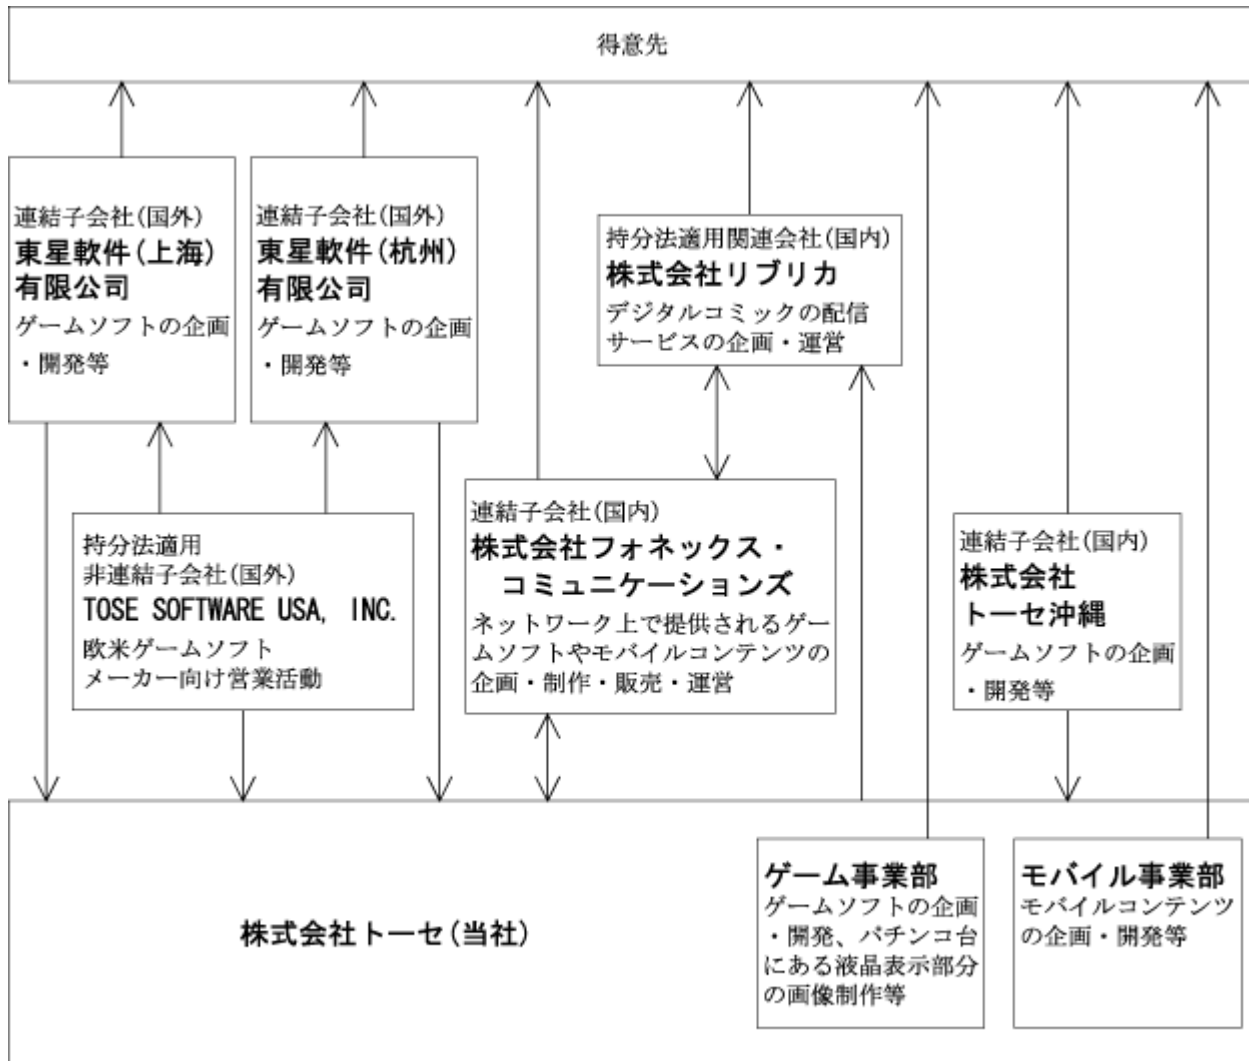 得意先
連結子会社(国外)
東星軟件(上海)
有限公司
ゲームソフトの企画
・開発等
連結子会社(国外)
東星軟件(杭州)
有限公司
ゲームソフトの企画
・開発等
持分法適用関連会社(国内)
株式会社リブリカ
デジタルコミックの配信
サービスの企画・運営
持分法適用
非連結子会社(国外)
TOSE SOFTWARE USA, INC.
欧米ゲームソフト
メーカー向け営業活動
連結子会社(国内)
株式会社フォネックス・
コミュニケーションズ
ネットワーク上で提供されるゲー
ムソフトやモバイルコンテンツの
企画・制作・販売・運営
連結子会社(国内)
株式会社
トーセ沖縄
ゲームソフトの企画
・開発等
株式会社トーセ(当社)
ゲーム事業部
ゲームソフトの企画
・開発、パチンコ台
にある液晶表示部分
の画像制作等
モバイル事業部
モバイルコンテンツ
の企画・開発等